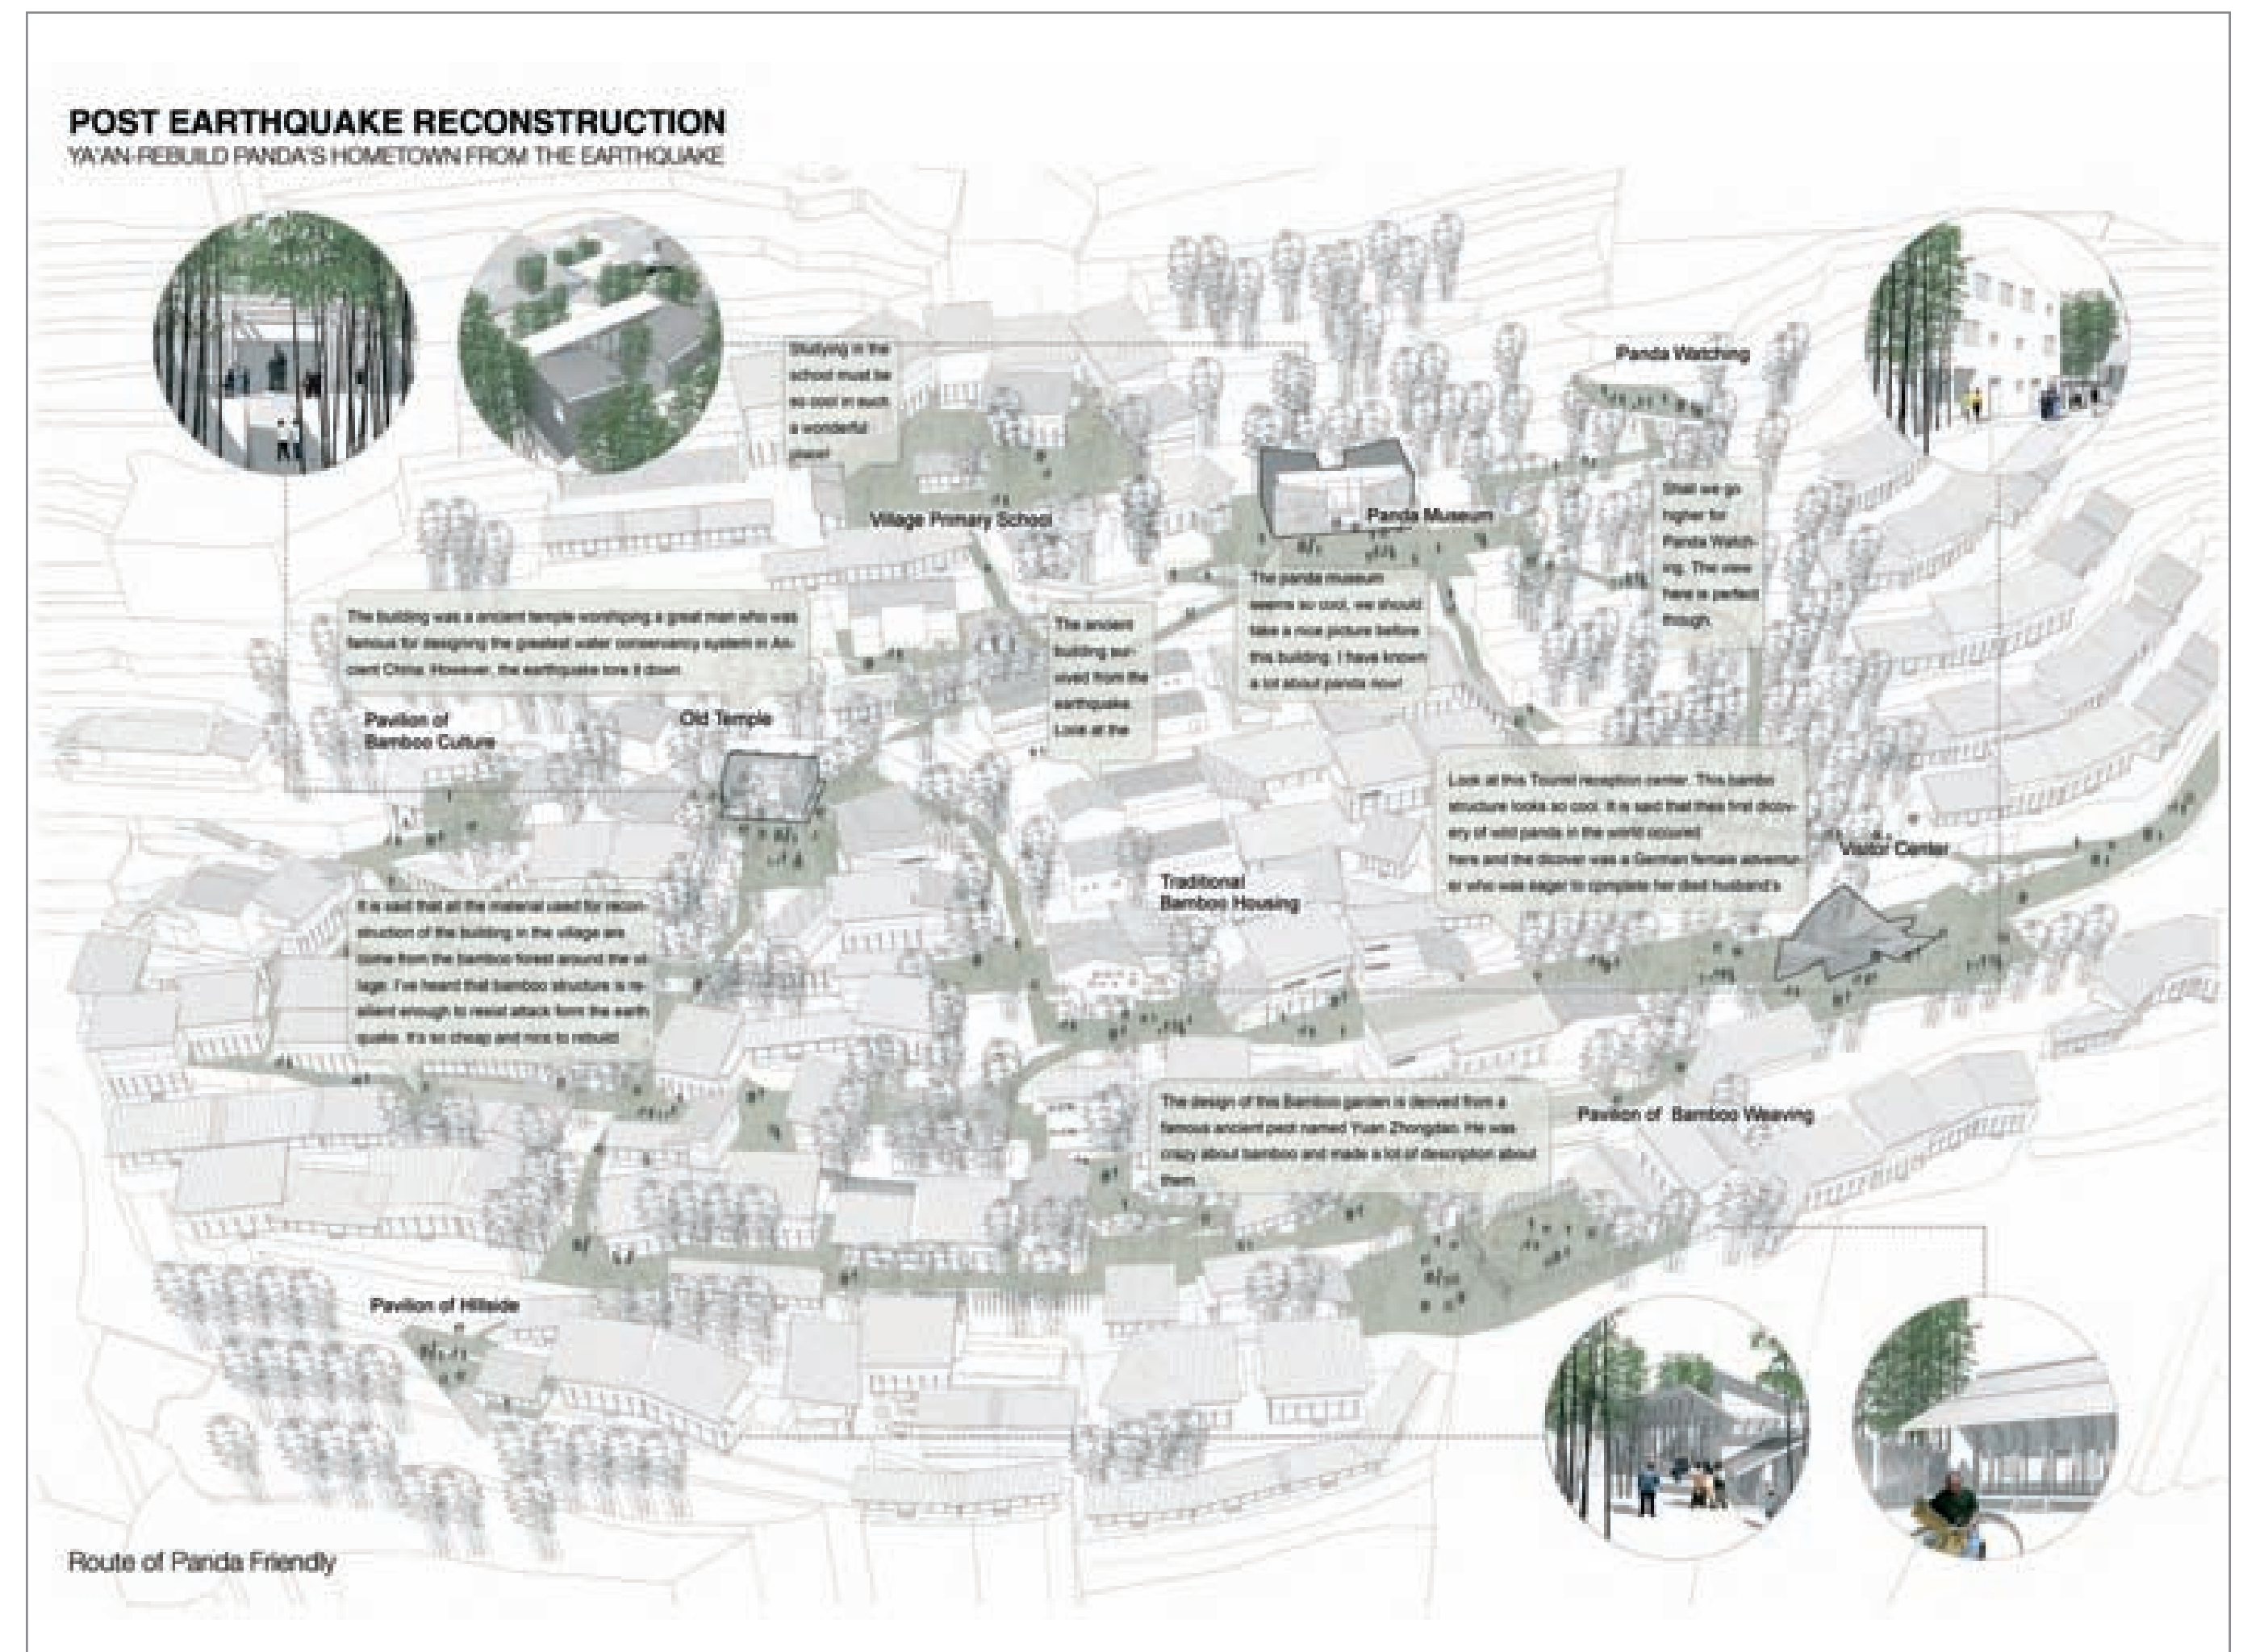 POST EARTHQUAKE RECONSTRUCTION
YA'AN-REBUILD PANDA'S HOMETOWN FROM THE EARTHQUAKE
Studying in the
school must be
so cool in such
a wonderful
place!
Panda Watching
Village Primary School
Panda Museum
Shall we go
higher for
Panda Watch-
ing. The view
here is perfect
though.
The building was a ancient temple worshiping a great man who was
famous for designing the greatest water conservancy system in An-
cient China. However, the earthquake tore it down
The ancient
building sur-
vived from the
earthquake.
Look at the
The panda museum
seems so cool, we should
take a nice picture before
this building. I have known
a lot about panda now!
Pavilion of
Bamboo Culture
Old Temple
Look at this Tourist reception center. This bambo
structure looks so cool. It is said that the first dicov-
ery of wild panda in the world occured
here and the dicover was a German female adventur-
er who was eager to complete her died husband's
Visitor Center
Traditional
Bamboo Housing
It is said that all the material used for recon-
struction of the building in the village are
come from the bamboo forest around the vil-
lage. I've heard that bamboo structure is re-
silient enough to resist attack form the earth
quake. It's so cheap and nice to rebuild
The design of this Bamboo garden is derived from a
famous ancient peot named Yuan Zhongdao. He was
crazy about bamboo and made a lot of description about
them.
Pavilion of Bamboo Weaving
Pavilion of Hillside
Route of Panda Friendly